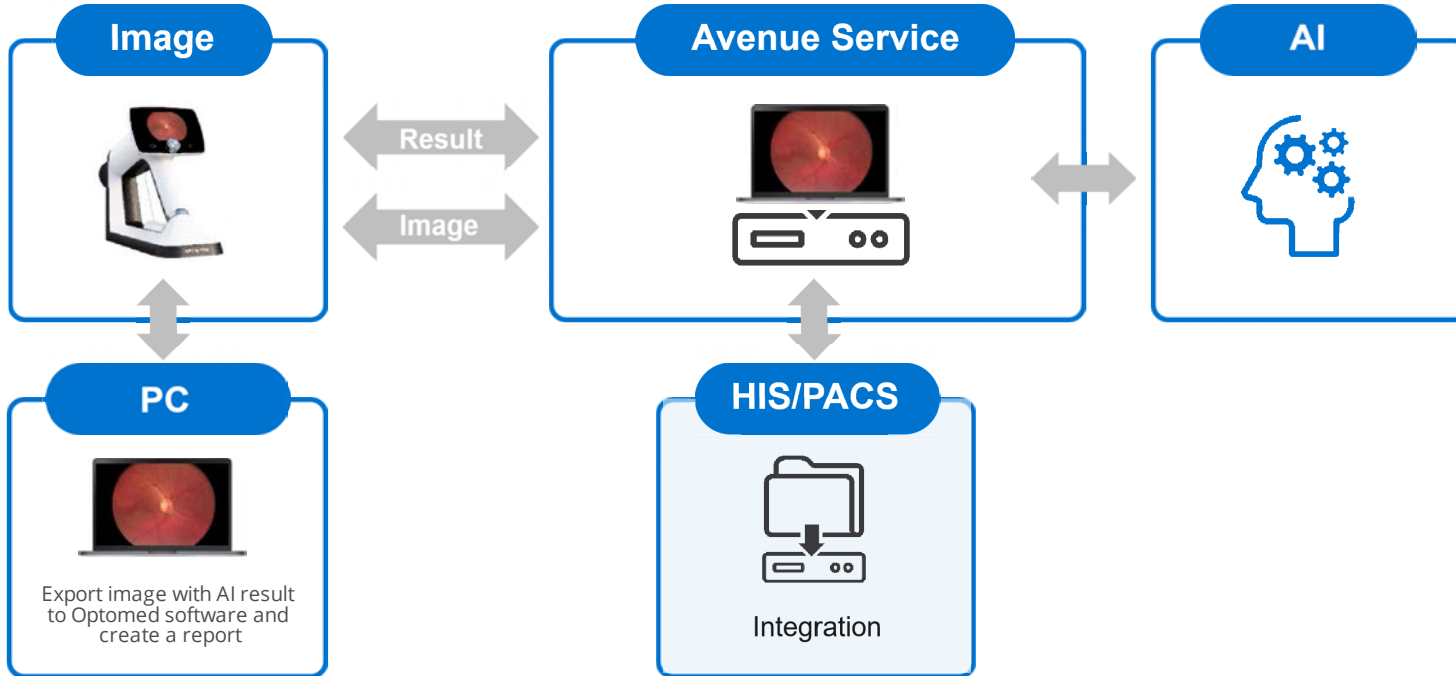 Image
Avenue Service
AI
Result
Image
PC
Export image with AI result
to Optomed software and
create a report
HIS/PACS
Integration